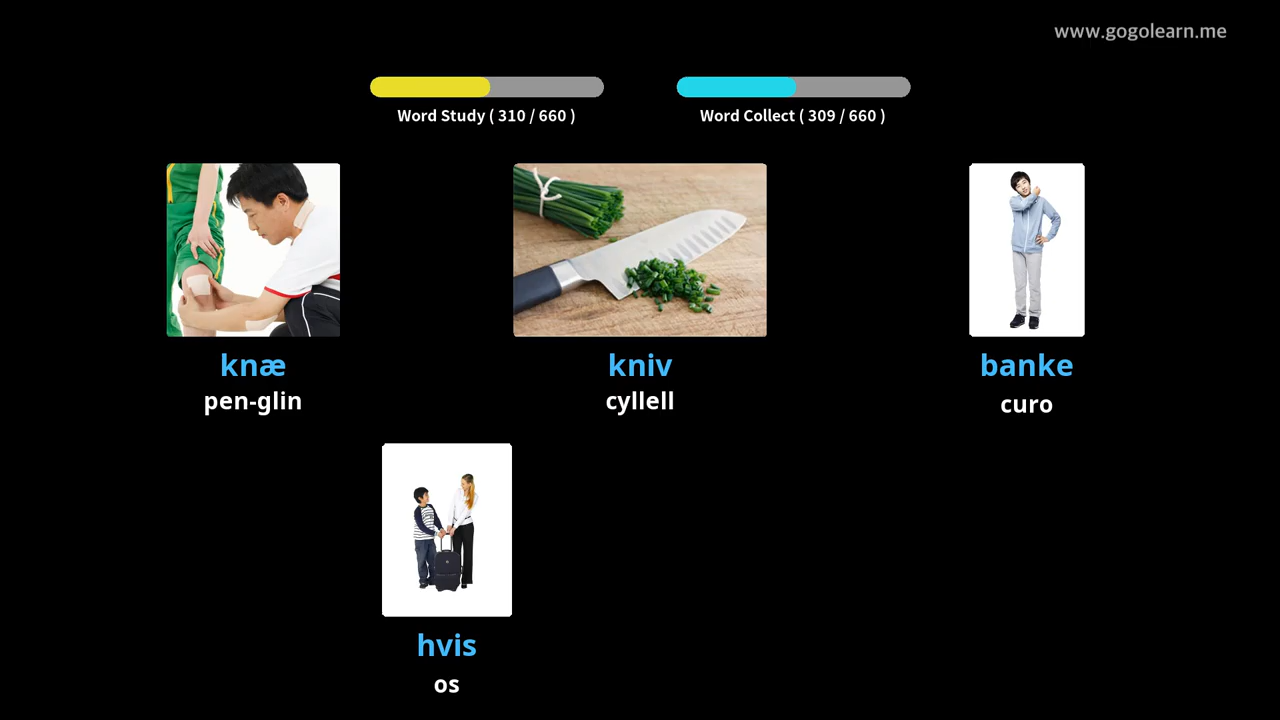 www.gogolearn.me
Word Study ( 310 / 660 )
Word Collect ( 309 / 660 )
knæ
pen-glin
kniv
cyllell
banke
curo
hvis
os